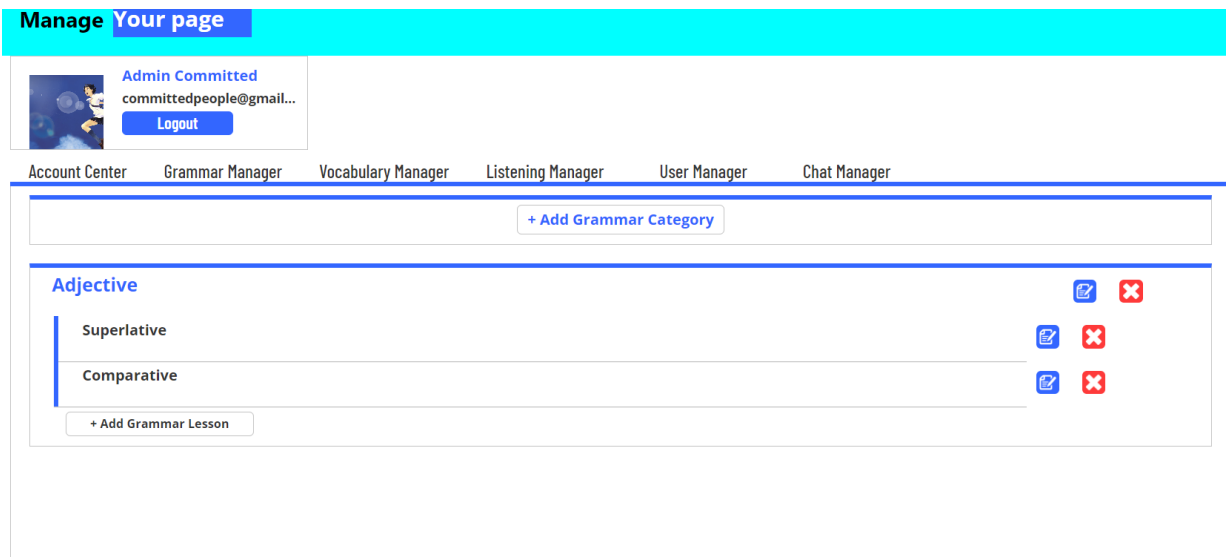 Manage Your page
Admin Committed
committedpeople@gmail...
Logout
Account Center Grammar Manager Vocabulary Manager Listening Manager User Manager Chat Manager
+ Add Grammar Category
Adjective
Superlative
Comparative
+ Add Grammar Lesson